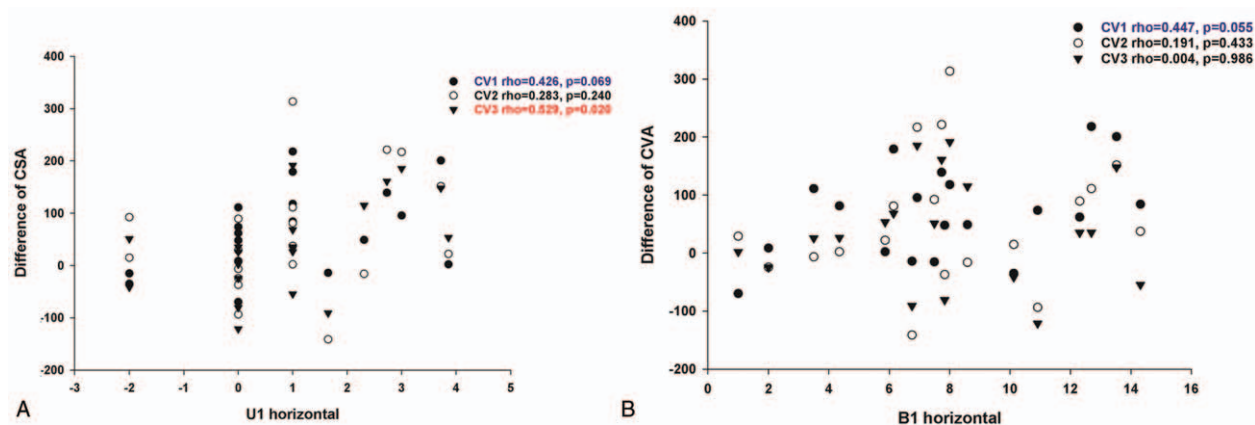 CV1 rho=0.426, p=0.069
CV2 rho=0.283, p=0.240
CV3 rho=0.529, p=0.020
400
300
200
100
0
-100
-200
Difference of CSA
-3 -2 -1 0 1 2 3 4 5
U1 horizontal
A
CV1 rho=0.447, p=0.055
CV2 rho=0.191, p=0.433
CV3 rho=0.004, p=0.986
400
300
200
100
0
-100
-200
Difference of CVA
0 2 4 6 8 10 12 14 16
B1 horizontal
B